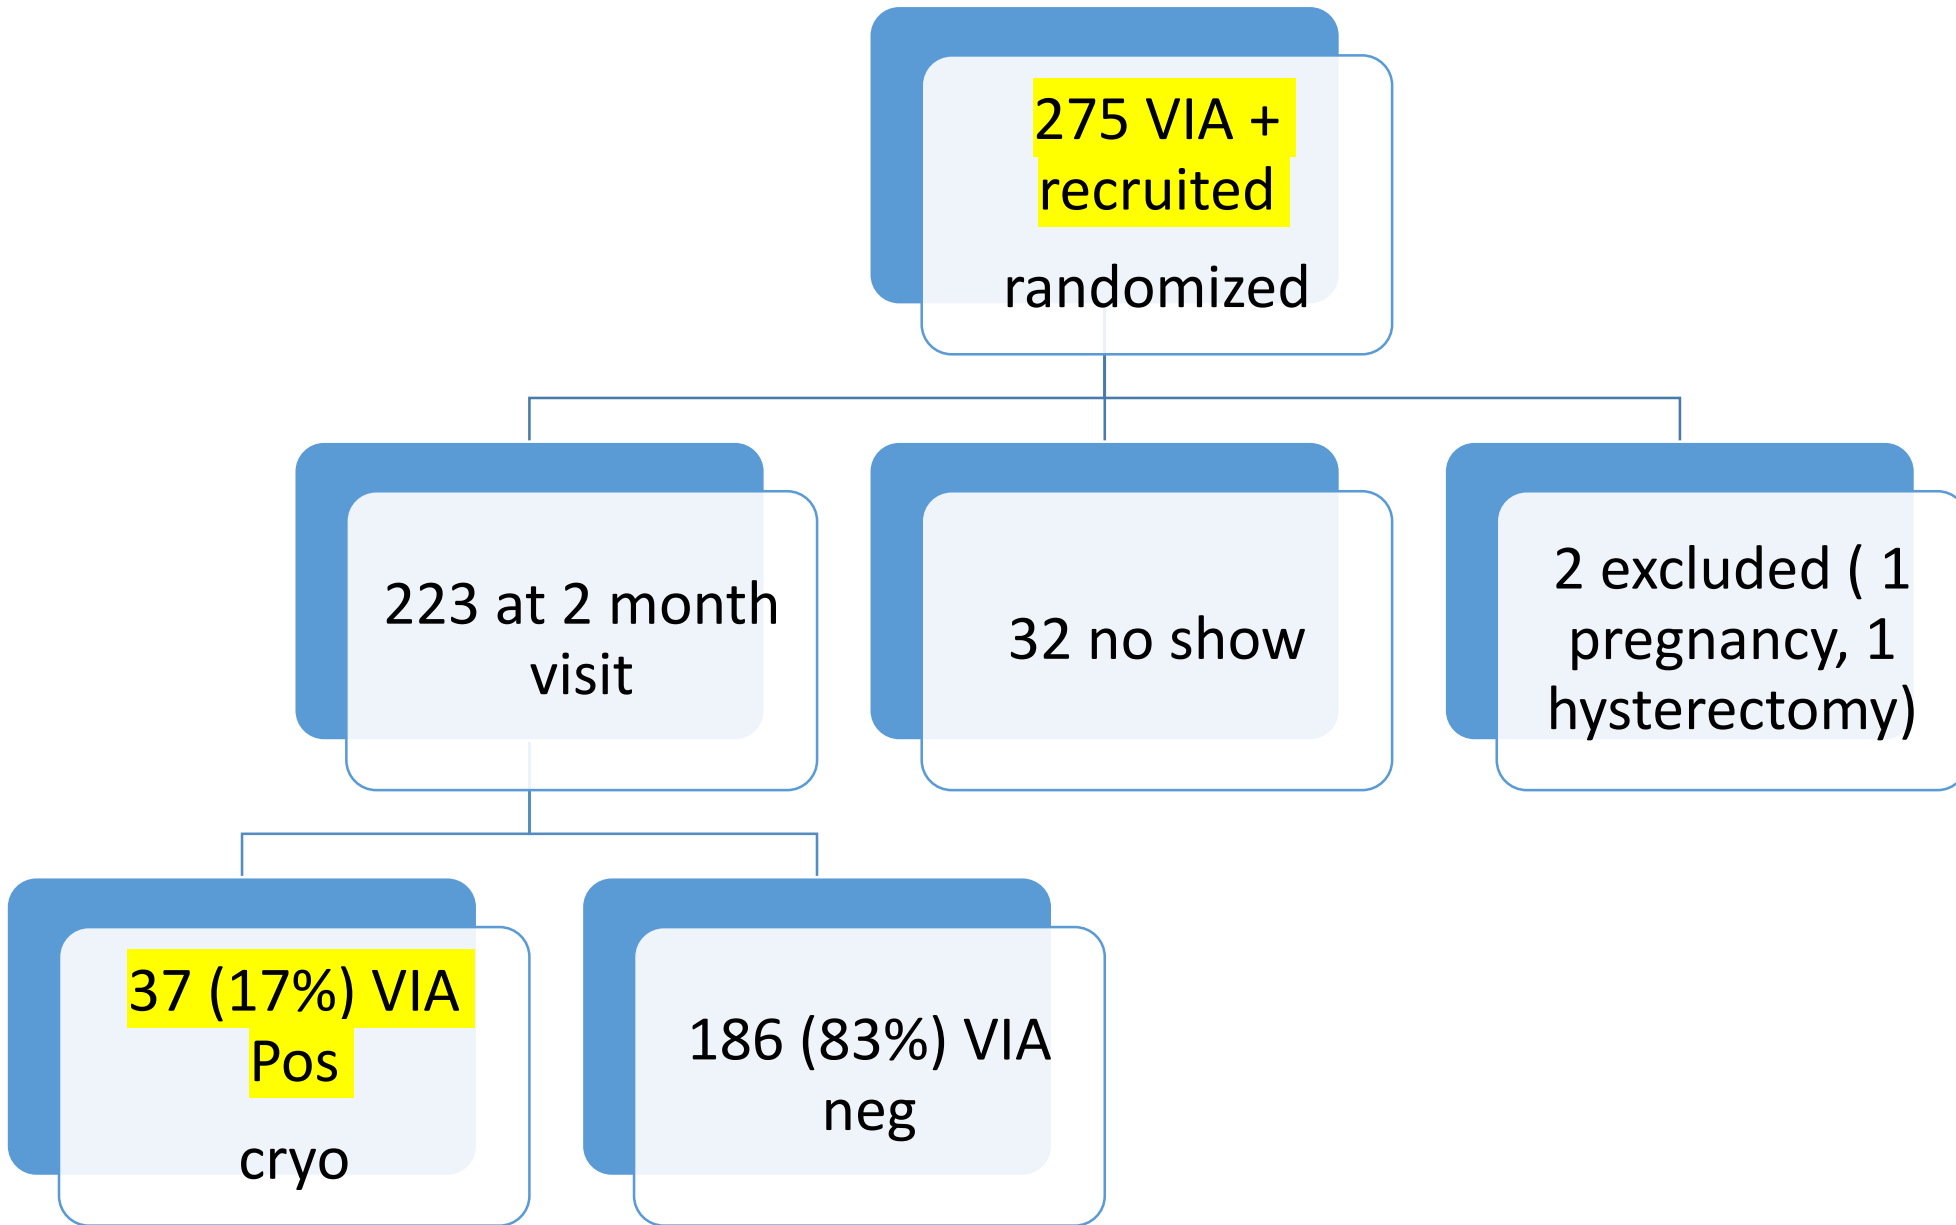 275 VIA +
recruited
randomized
223 at 2 month
visit
32 no show
2 excluded ( 1
pregnancy, 1
hysterectomy)
37 (17%) VIA
Pos
cryo
186 (83%) VIA
neg